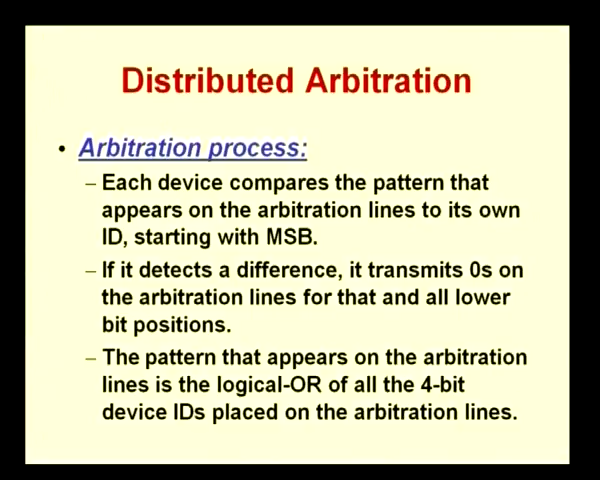 Distributed Arbitration
• Arbitration process:
– Each device compares the pattern that
appears on the arbitration lines to its own
ID, starting with MSB.
– If it detects a difference, it transmits 0s on
the arbitration lines for that and all lower
bit positions.
– The pattern that appears on the arbitration
lines is the logical-OR of all the 4-bit
device IDs placed on the arbitration lines.